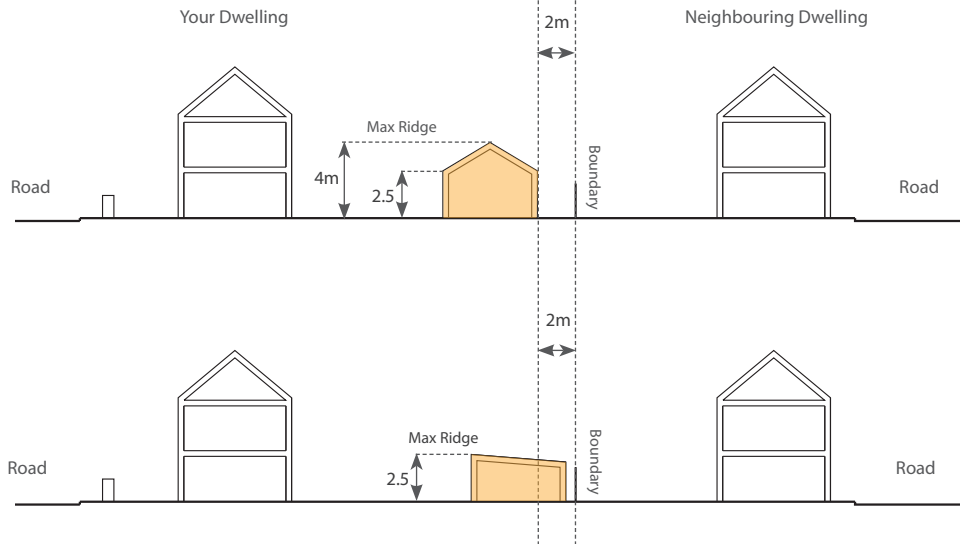 Your Dwelling
2m
Neighbouring Dwelling
Max Ridge
4m
2.5
Boundary
Road
Road
2m
Max Ridge
2.5
Boundary
Road
Road